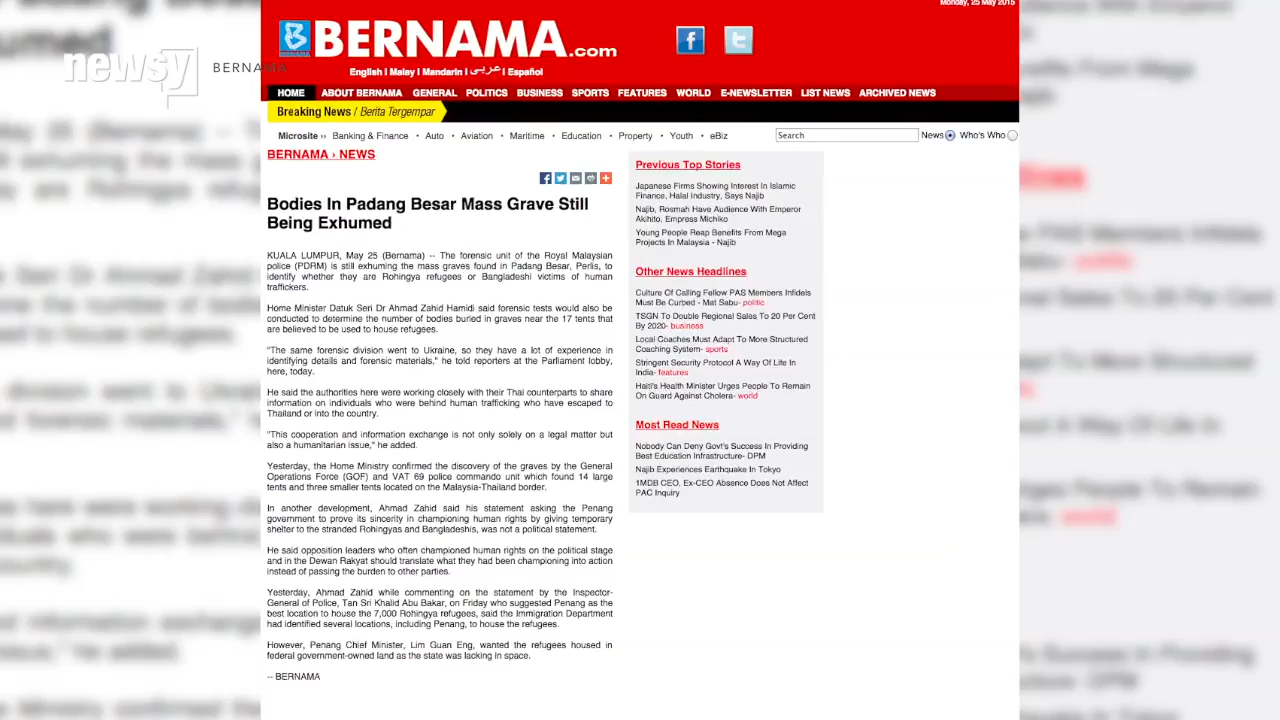 Monday, 25 May 2015
newsy
BERNAMA
BERNAMA.com
English I Malay I Mandarin I عربي I Español
HOME ABOUT BERNAMA GENERAL POLITICS BUSINESS SPORTS FEATURES WORLD E-NEWSLETTER LIST NEWS ARCHIVED NEWS
Breaking News / Berita Tergempar
Microsite ›› Banking & Finance • Auto • Aviation • Maritime • Education • Property • Youth • eBiz
Search
News Who's Who
BERNAMA › NEWS
Bodies In Padang Besar Mass Grave Still
Being Exhumed
KUALA LUMPUR, May 25 (Bernama) -- The forensic unit of the Royal Malaysian
police (PDRM) is still exhuming the mass graves found in Padang Besar, Perlis, to
identify whether they are Rohingya refugees or Bangladeshi victims of human
traffickers.
Home Minister Datuk Seri Dr Ahmad Zahid Hamidi said forensic tests would also be
conducted to determine the number of bodies buried in graves near the 17 tents that
are believed to be used to house refugees.
"The same forensic division went to Ukraine, so they have a lot of experience in
identifying details and forensic materials," he told reporters at the Parliament lobby,
here, today.
He said the authorities here were working closely with their Thai counterparts to share
information on individuals who were behind human trafficking who have escaped to
Thailand or into the country.
"This cooperation and information exchange is not only solely on a legal matter but
also a humanitarian issue," he added.
Yesterday, the Home Ministry confirmed the discovery of the graves by the General
Operations Force (GOF) and VAT 69 police commando unit which found 14 large
tents and three smaller tents located on the Malaysia-Thailand border.
In another development, Ahmad Zahid said his statement asking the Penang
government to prove its sincerity in championing human rights by giving temporary
shelter to the stranded Rohingyas and Bangladeshis, was not a political statement.
He said opposition leaders who often championed human rights on the political stage
and in the Dewan Rakyat should translate what they had been championing into action
instead of passing the burden to other parties.
Yesterday, Ahmad Zahid while commenting on the statement by the Inspector-
General of Police, Tan Sri Khalid Abu Bakar, on Friday who suggested Penang as the
best location to house the 7,000 Rohingya refugees, said the Immigration Department
had identified several locations, including Penang, to house the refugees.
However, Penang Chief Minister, Lim Guan Eng, wanted the refugees housed in
federal government-owned land as the state was lacking in space.
-- BERNAMA
Previous Top Stories
Japanese Firms Showing Interest In Islamic
Finance, Halal Industry, Says Najib
Najib, Rosmah Have Audience With Emperor
Akihito, Empress Michiko
Young People Reap Benefits From Mega
Projects In Malaysia - Najib
Other News Headlines
Culture Of Calling Fellow PAS Members Infidels
Must Be Curbed - Mat Sabu- politic
TSGN To Double Regional Sales To 20 Per Cent
By 2020- business
Local Coaches Must Adapt To More Structured
Coaching System- sports
Stringent Security Protocol A Way Of Life In
India- features
Haiti's Health Minister Urges People To Remain
On Guard Against Cholera- world
Most Read News
Nobody Can Deny Govt's Success In Providing
Best Education Infrastructure- DPM
Najib Experiences Earthquake In Tokyo
1MDB CEO, Ex-CEO Absence Does Not Affect
PAC Inquiry